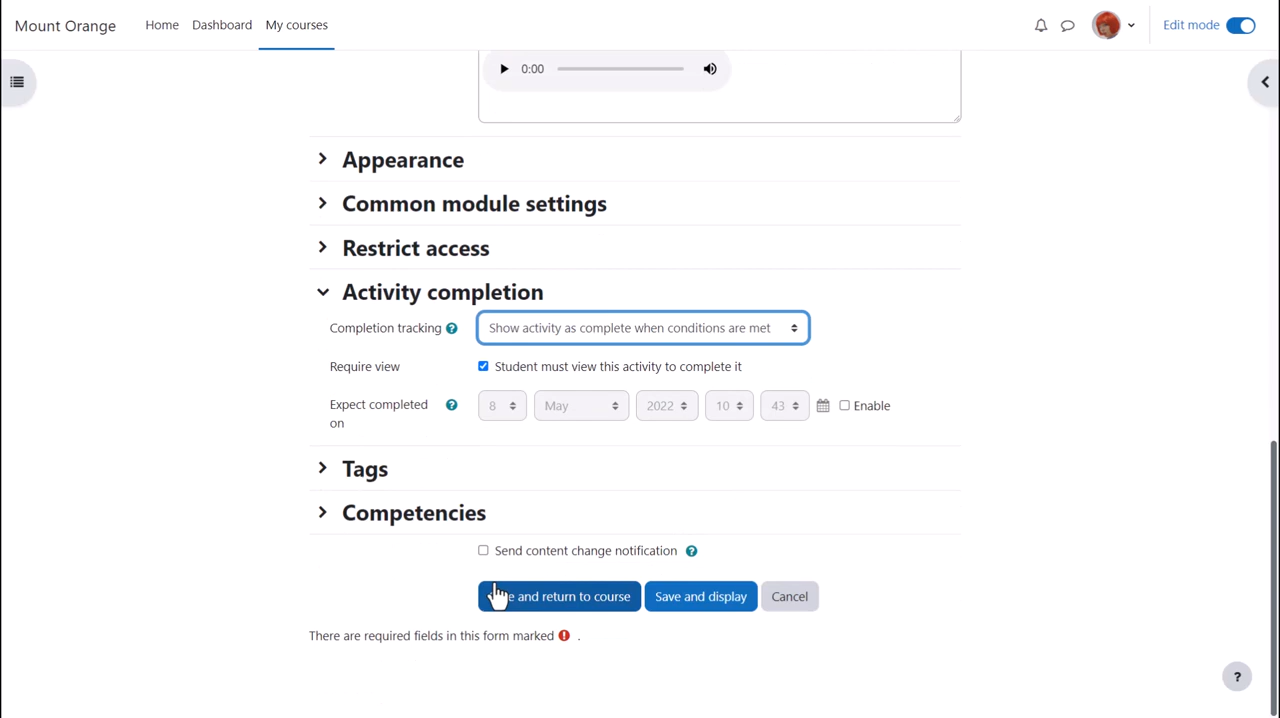 Mount Orange
Home
Dashboard
My courses
Edit mode
0:00
Appearance
Common module settings
Restrict access
Activity completion
Completion tracking ?
Show activity as complete when conditions are met
Require view
Student must view this activity to complete it
Expect completed
on
?
8
May
2022
10
43
Enable
Tags
Competencies
Send content change notification ?
and return to course
Save and display
Cancel
There are required fields in this form marked ! .
?